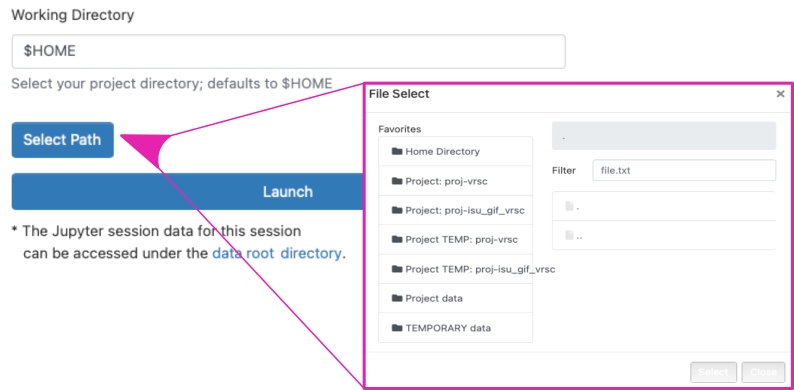 Working Directory
$HOME
Select your project directory; defaults to $HOME
Select Path
Launch
* The Jupyter session data for this session
can be accessed under the data root directory.
File Select
×
Favorites
Home Directory
Project: proj-vrsc
Project: proj-isu_gif_vrsc
Project TEMP: proj-vrsc
Project TEMP: proj-isu_gif_vrsc
Project data
TEMPORARY data
.
Filter
file.txt
.
..
Select
Close